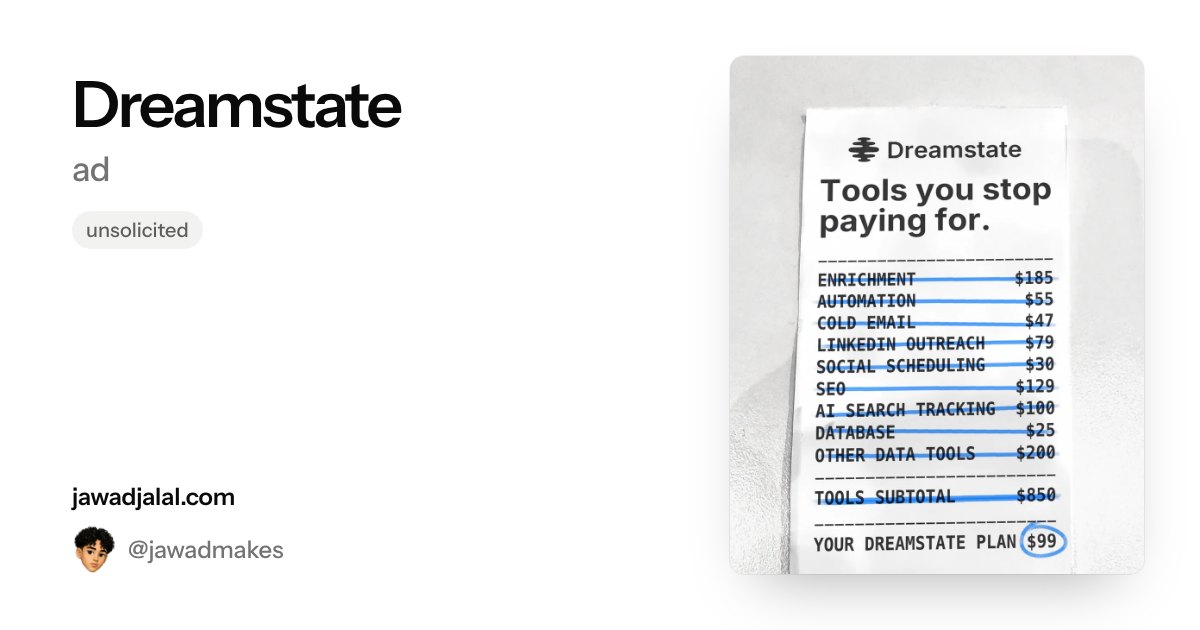 Dreamstate
ad
unsolicited
jawadjalal.com
@jawadmakes
Dreamstate
Tools you stop
paying for.
ENRICHMENT $185
AUTOMATION $55
COLD EMAIL $47
LINKEDIN OUTREACH $79
SOCIAL SCHEDULING $30
SEO $129
AI SEARCH TRACKING $100
DATABASE $25
OTHER DATA TOOLS $200
TOOLS SUBTOTAL $850
YOUR DREAMSTATE PLAN $99